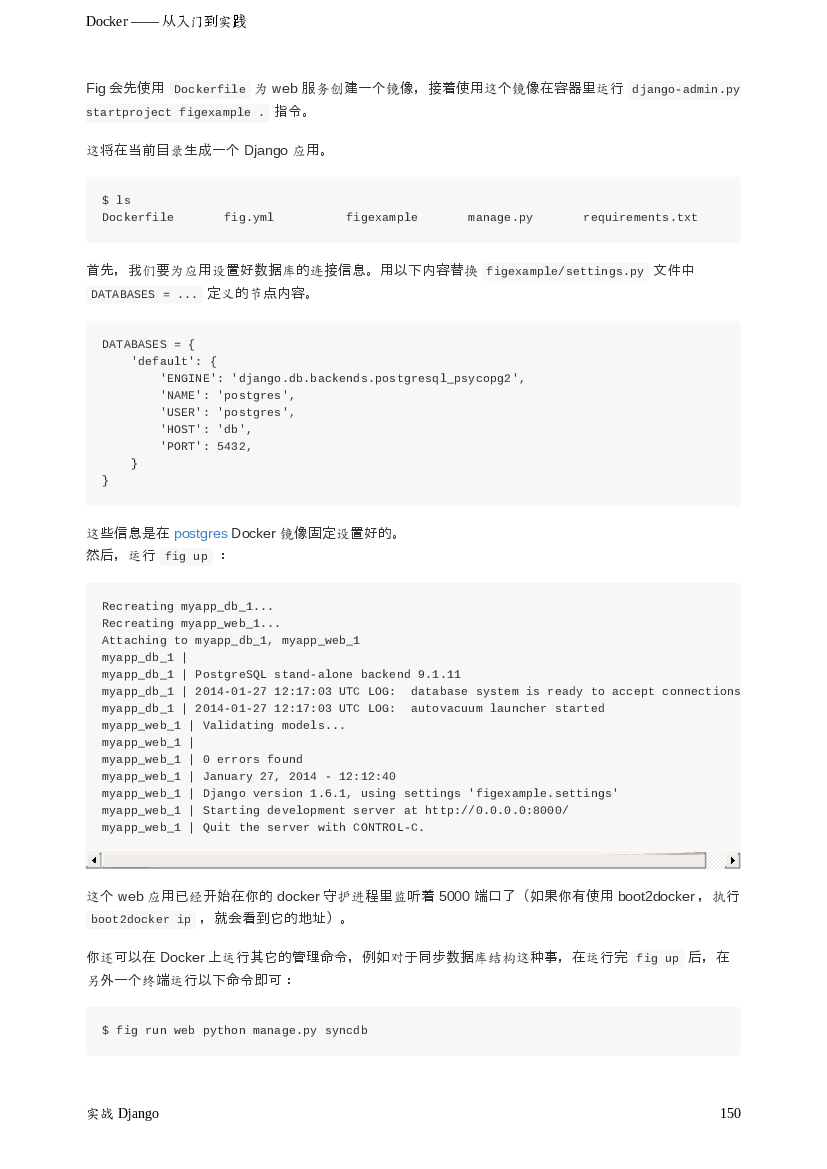 Docker —— 从入门到实践
Fig 会先使用 Dockerfile 为 web 服务创建一个镜像，接着使用这个镜像在容器里运行 django-admin.py
startproject figexample . 指令。
这将在当前目录生成一个 Django 应用。
$ ls
Dockerfile       fig.yml          figexample       manage.py       requirements.txt
首先，我们要为应用设置好数据库的连接信息。用以下内容替换 figexample/settings.py 文件中
DATABASES = ... 定义的节点内容。
DATABASES = {
    'default': {
        'ENGINE': 'django.db.backends.postgresql_psycopg2',
        'NAME': 'postgres',
        'USER': 'postgres',
        'HOST': 'db',
        'PORT': 5432,
    }
}
这些信息是在 postgres Docker 镜像固定设置好的。
然后，运行 fig up ：
Recreating myapp_db_1...
Recreating myapp_web_1...
Attaching to myapp_db_1, myapp_web_1
myapp_db_1 |
myapp_db_1 | PostgreSQL stand-alone backend 9.1.11
myapp_db_1 | 2014-01-27 12:17:03 UTC LOG:  database system is ready to accept connections
myapp_db_1 | 2014-01-27 12:17:03 UTC LOG:  autovacuum launcher started
myapp_web_1 | Validating models...
myapp_web_1 |
myapp_web_1 | 0 errors found
myapp_web_1 | January 27, 2014 - 12:12:40
myapp_web_1 | Django version 1.6.1, using settings 'figexample.settings'
myapp_web_1 | Starting development server at http://0.0.0.0:8000/
myapp_web_1 | Quit the server with CONTROL-C.
这个 web 应用已经开始在你的 docker 守护进程里监听着 5000 端口了（如果你有使用 boot2docker ，执行
boot2docker ip ，就会看到它的地址）。
你还可以在 Docker 上运行其它的管理命令，例如对于同步数据库结构这种事，在运行完 fig up 后，在
另外一个终端运行以下命令即可：
$ fig run web python manage.py syncdb
实战 Django 150